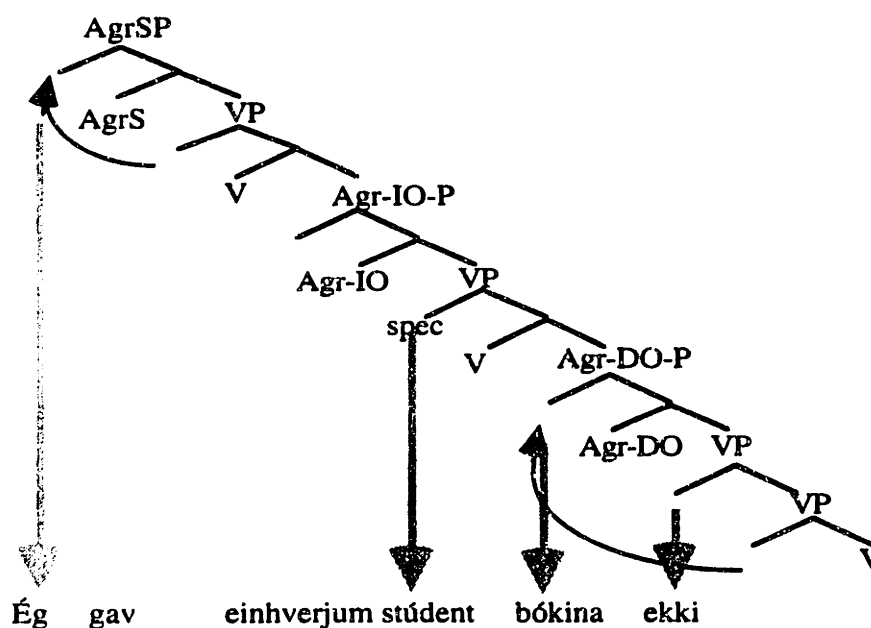 AgrSP
AgrS VP
V Agr-IO-P
Agr-IO VP
spec V Agr-DO-P
Agr-DO VP
VP
V
Ég gav einhverjum stúdent bókina ekki